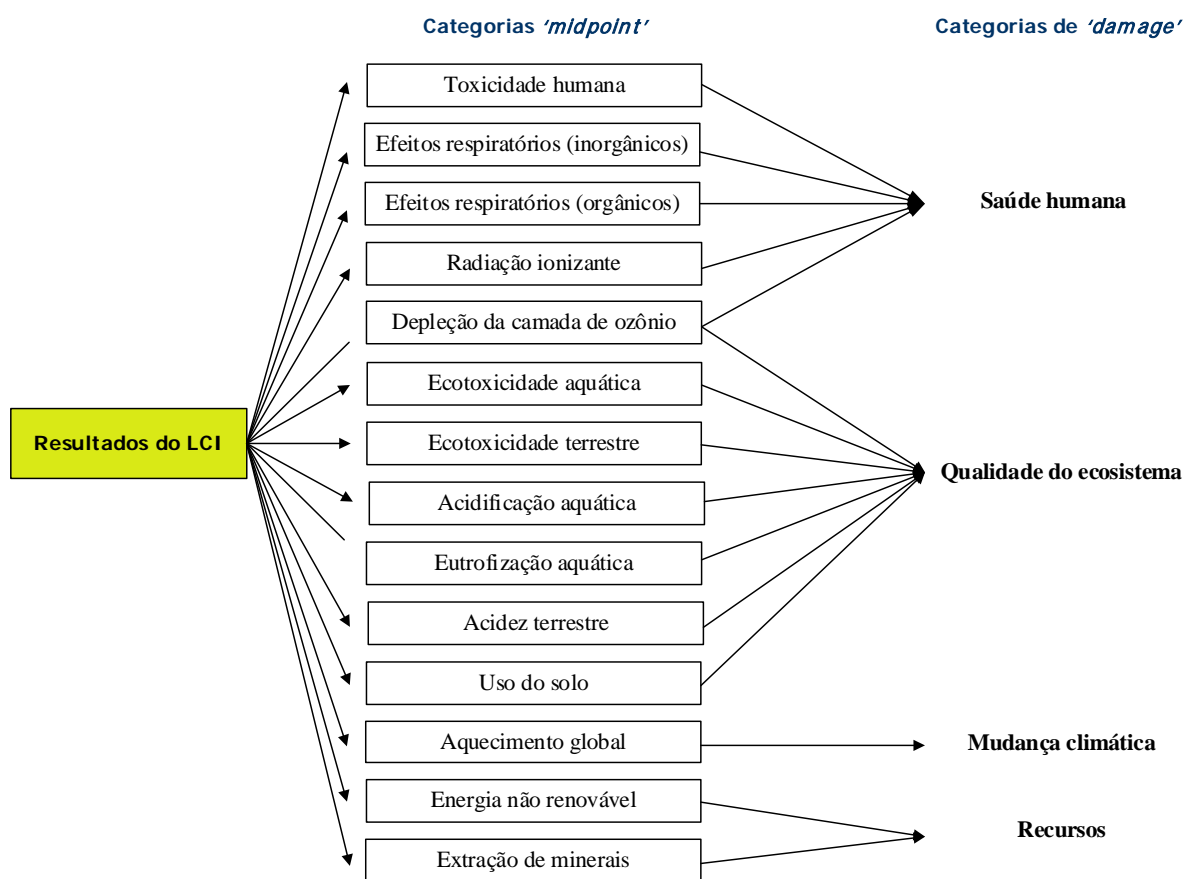 Categorias 'midpoint'
Categorias de 'damage'
Toxicidade humana
Efeitos respiratórios (inorgânicos)
Efeitos respiratórios (orgânicos)
Saúde humana
Radiação ionizante
Depleção da camada de ozônio
Ecotoxicidade aquática
Resultados do LCI
Ecotoxicidade terrestre
Qualidade do ecosistema
Acidificação aquática
Eutrofização aquática
Acidez terrestre
Uso do solo
Aquecimento global
Mudança climática
Energia não renovável
Recursos
Extração de minerais